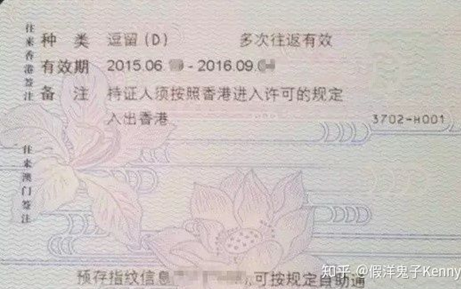 往来香港签注
种 类 逗留(D) 多次往返有效
有效期 2015.06. - 2016.09.0
备 注 持证人须按照香港进入许可的规定
入出香港
3702-H001
往来澳门签注
预存指纹信息 ,可按规定自助通
知乎 @假洋鬼子Kenny